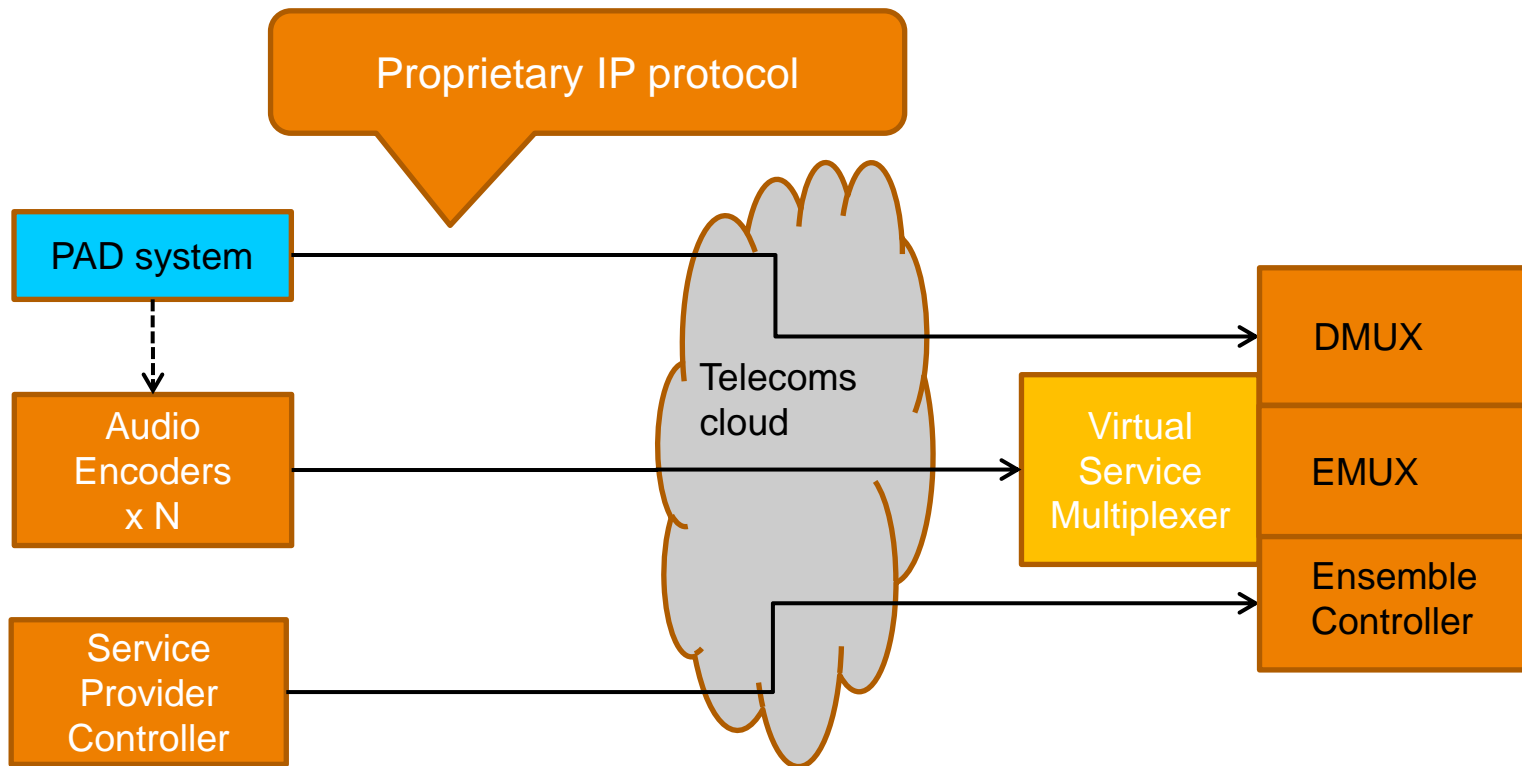 Proprietary IP protocol
PAD system
Audio
Encoders
x N
Service
Provider
Controller
Telecoms
cloud
Virtual
Service
Multiplexer
DMUX
EMUX
Ensemble
Controller